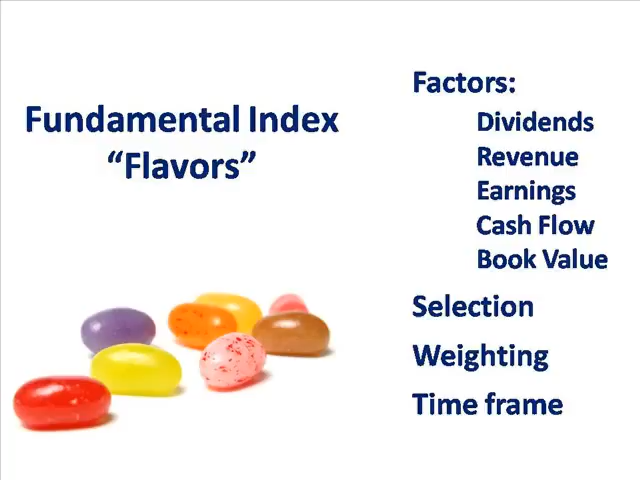 Fundamental Index
“Flavors”
Factors:
Dividends
Revenue
Earnings
Cash Flow
Book Value
Selection
Weighting
Time frame